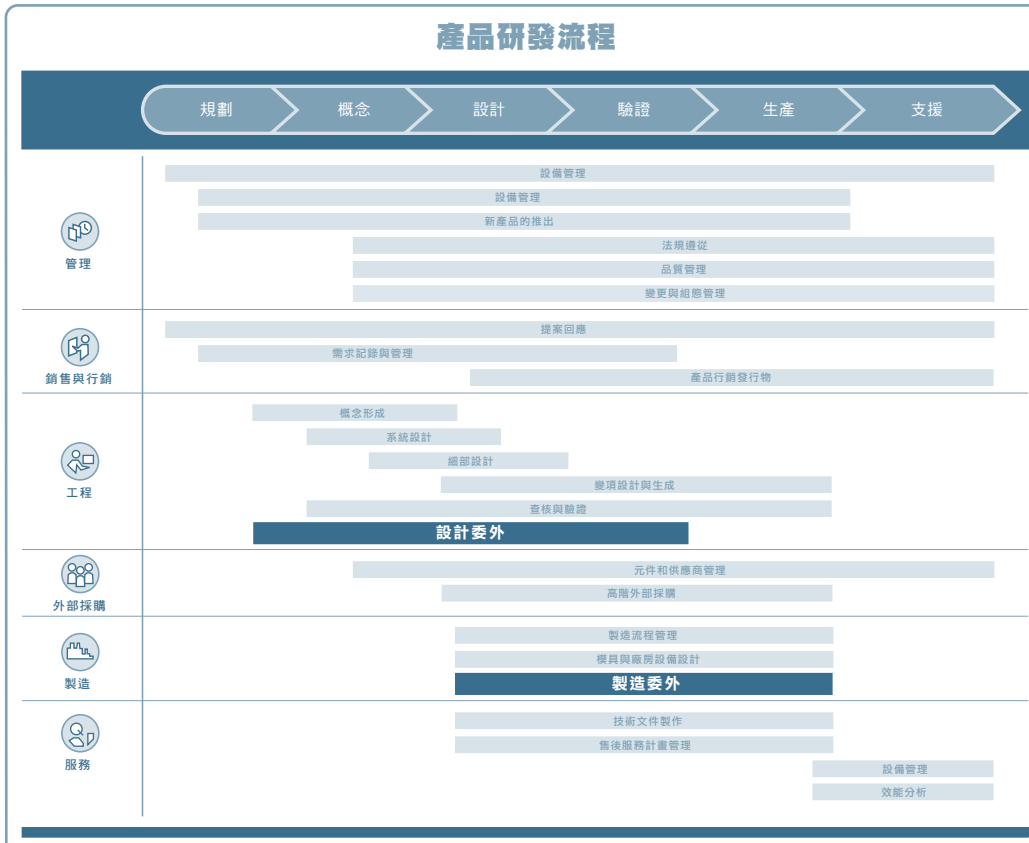 產品研發流程
規劃
概念
設計
驗證
生產
支援
管理
設備管理
設備管理
新產品的推出
法規遵從
品質管理
變更與組態管理
銷售與行銷
提案回應
需求記錄與管理
產品行銷發行物
工程
概念形成
系統設計
細部設計
變項設計與生成
查核與驗證
設計委外
外部採購
元件和供應商管理
高階外部採購
製造
製造流程管理
模具與廠房設備設計
製造委外
服務
技術文件製作
售後服務計畫管理
設備管理
效能分析